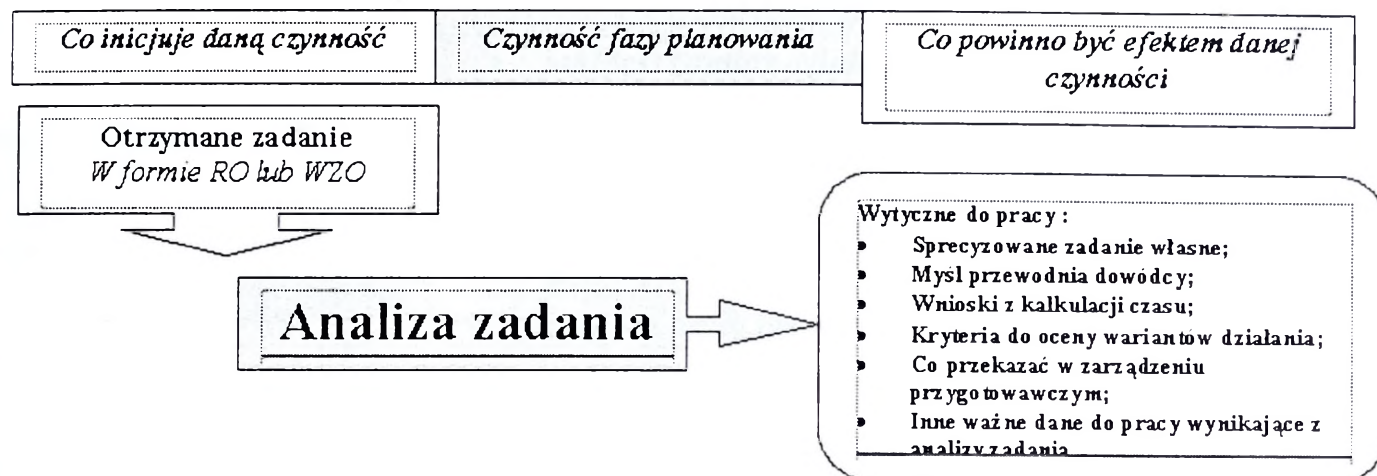 Co inicjuje daną czynność
Czynność fazy planowania
Co powinno być efektem danej
czynności
Otrzymane zadanie
W formie RO lub WZO
Analiza zadania
Wytyczne do pracy :
• Sprecyzowane zadanie własne;
• Myśl przewodnia dowódcy;
• Wnioski z kalkulacji czasu;
• Kryteria do oceny wariantów działania;
• Co przekazać w zarządzeniu
przygotowawczym;
• Inne ważne dane do pracy wynikające z
analizy zadania